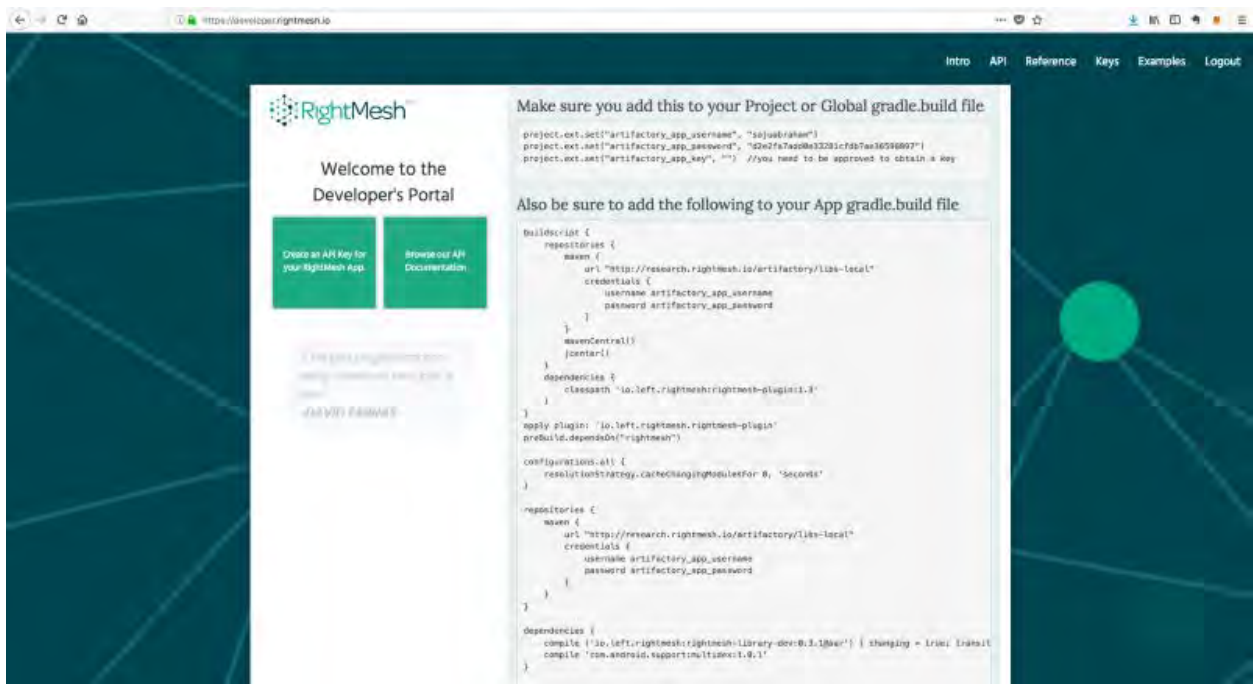 https://developer.rightmesh.io
Intro API Reference Keys Examples Logout
RightMesh
Welcome to the
Developer's Portal
Create an API Key for
your RightMesh App.
Browse our API
Documentation
Make sure you add this to your Project or Global gradle.build file
project.ext.set("artifactory_app_username", "sajuabraham")
project.ext.set("artifactory_app_password",
project.ext.set("artifactory_app_key", "") //you need to be approved to obtain a key
Also be sure to add the following to your App gradle.build file
buildscript {
repositories {
maven {
url "http://research.rightmesh.io/artifactory/libs-local"
credentials {
username artifactory_app_username
password artifactory_app_password
}
}
mavenCentral()
jcenter()
}
dependencies {
classpath 'io.left.rightmesh:rightmesh-plugin:1.3'
}
}
apply plugin: 'io.left.rightmesh.rightmesh-plugin'
preBuild.dependsOn("rightmesh")
configurations.all {
resolutionStrategy.cacheChangingModulesFor 0, 'seconds'
}
repositories {
maven {
url "http://research.rightmesh.io/artifactory/libs-local"
credentials {
username artifactory_app_username
password artifactory_app_password
}
}
}
dependencies {
compile ('io.left.rightmesh:rightmesh-library-dev:0.3.1@aar') { changing = true; transit
compile 'com.android.support:multidex:1.0.1'
}